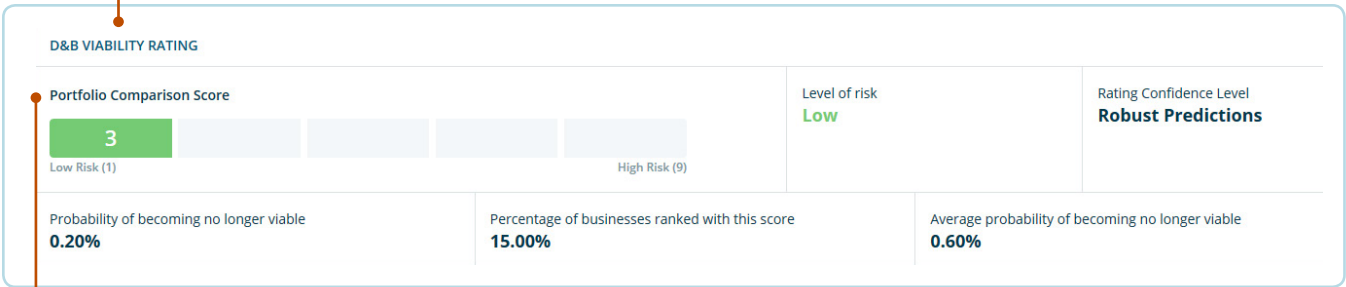 D&B VIABILITY RATING
Portfolio Comparison Score
3
Low Risk (1)
High Risk (9)
Level of risk
Low
Rating Confidence Level
Robust Predictions
Probability of becoming no longer viable
0.20%
Percentage of businesses ranked with this score
15.00%
Average probability of becoming no longer viable
0.60%